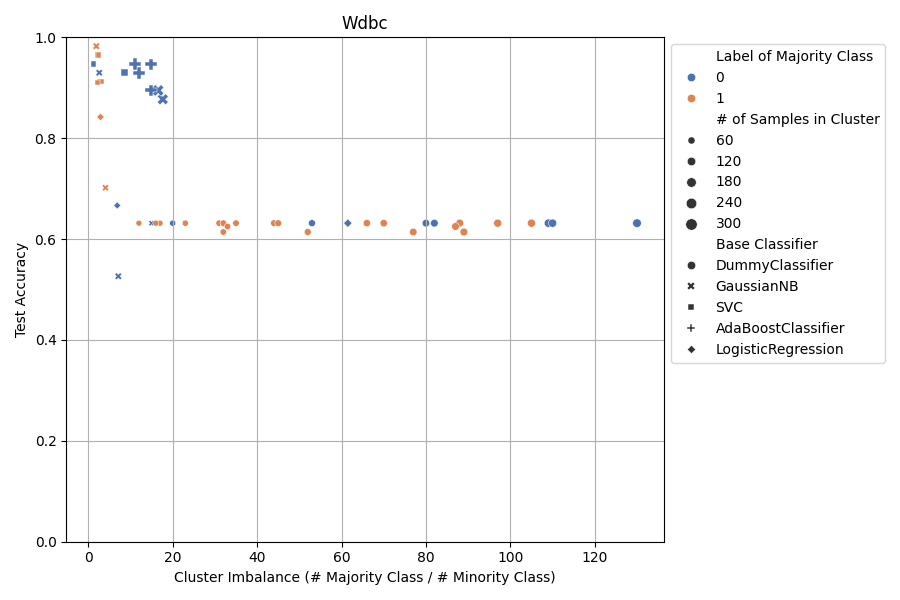 Wdbc
1.0
0.8
0.6
0.4
0.2
0.0
Test Accuracy
0 20 40 60 80 100 120
Cluster Imbalance (# Majority Class / # Minority Class)
Label of Majority Class
0
1
# of Samples in Cluster
60
120
180
240
300
Base Classifier
DummyClassifier
GaussianNB
SVC
AdaBoostClassifier
LogisticRegression